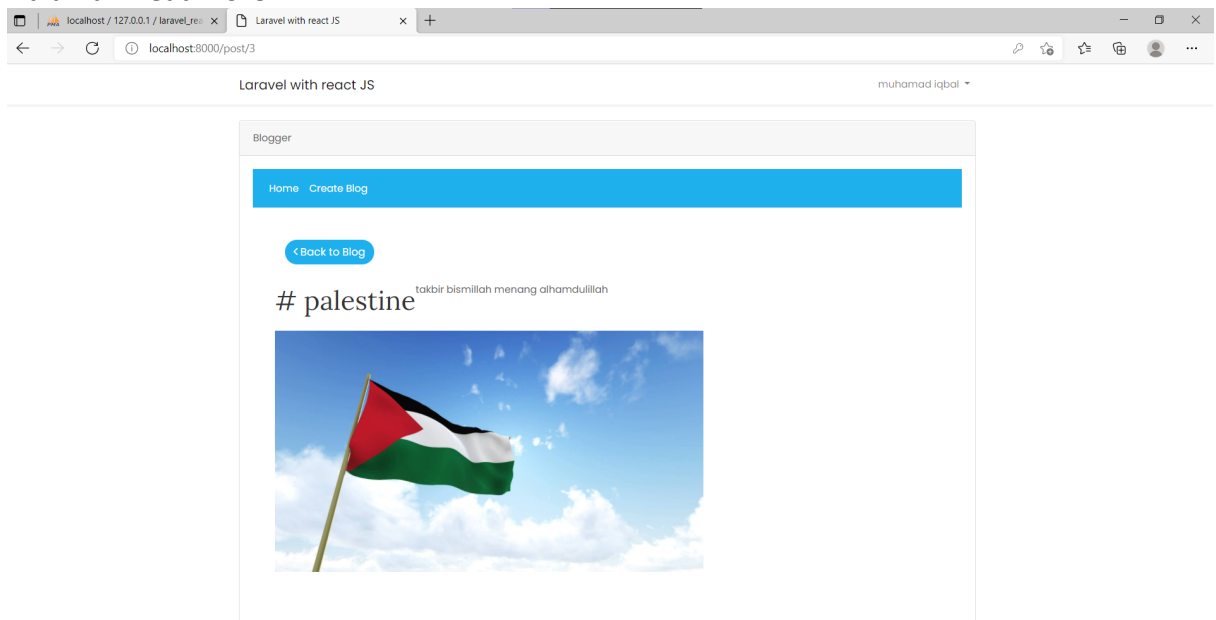 localhost / 127.0.0.1 / laravel_rea
Laravel with react JS
localhost:8000/post/3
Laravel with react JS
muhamad iqbal
Blogger
Home Create Blog
< Back to Blog
# palestine
takbir bismillah menang alhamdulillah